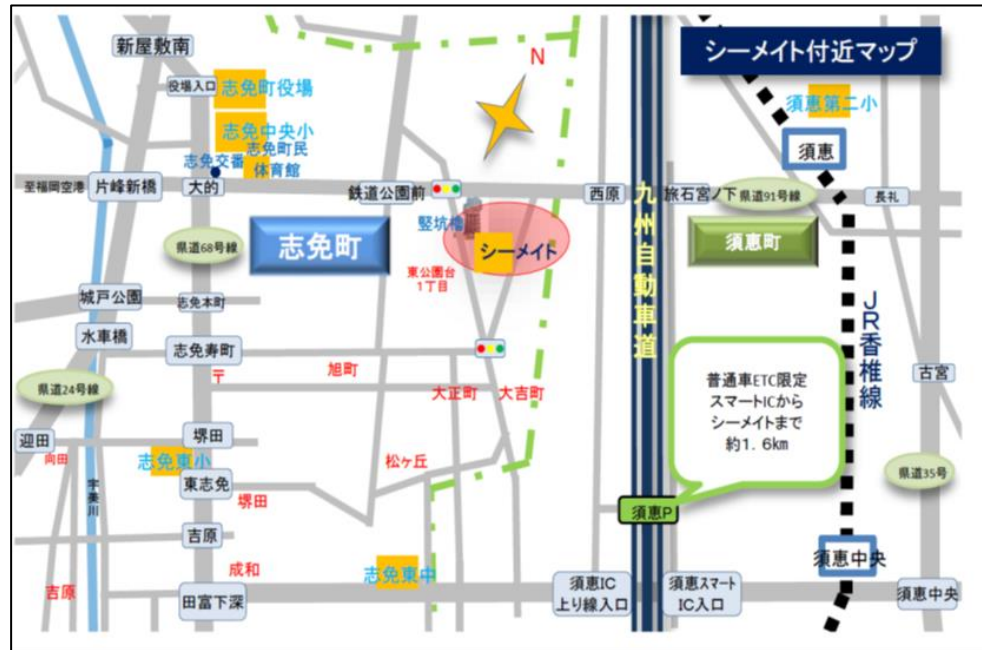 シーメイト付近マップ
新屋敷南
N
役場入口
志免町役場
須恵第二小
志免中央小
須恵
志免町民
体育館
志免交番
至福岡空港
片峰新橋
大的
鉄道公園前
西原
九州自動車道
旅石宮ノ下
県道91号線
長礼
竪坑櫓
志免町
シーメイト
須恵町
県道68号線
東公園台
1丁目
城戸公園
志免本町
JR香椎線
水車橋
志免寿町
旭町
〒
大正町
大吉町
県道24号線
普通車ETC限定
スマートICから
シーメイトまで
約1.6km
古宮
迎田
向田
堺田
志免東小
松ヶ丘
県道35号
東志免
堺田
宇美川
須恵P
吉原
成和
志免東中
須恵中央
吉原
田富下深
須恵IC
上り線入口
須恵スマート
IC入口
須恵中央